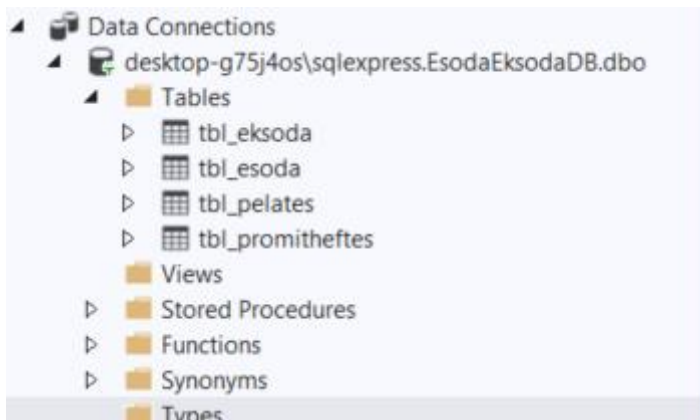 Data Connections
desktop-g75j4os\sqlexpress.EsodaEksodaDB.dbo
Tables
tbl_eksoda
tbl_esoda
tbl_pelates
tbl_promitheftes
Views
Stored Procedures
Functions
Synonyms
Types